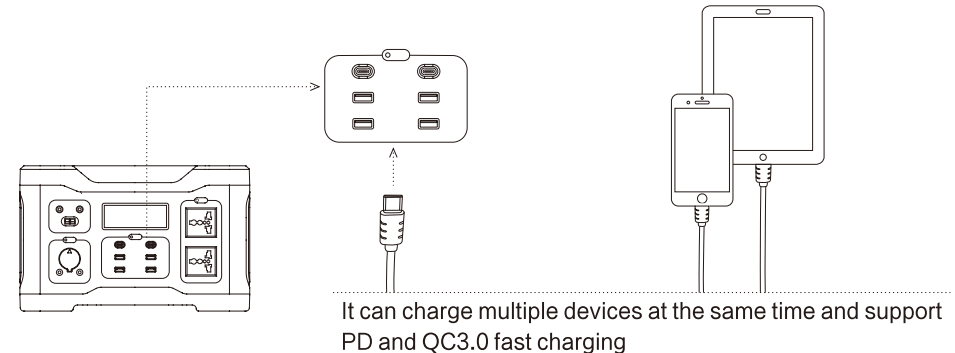 It can charge multiple devices at the same time and support
PD and QC3.0 fast charging